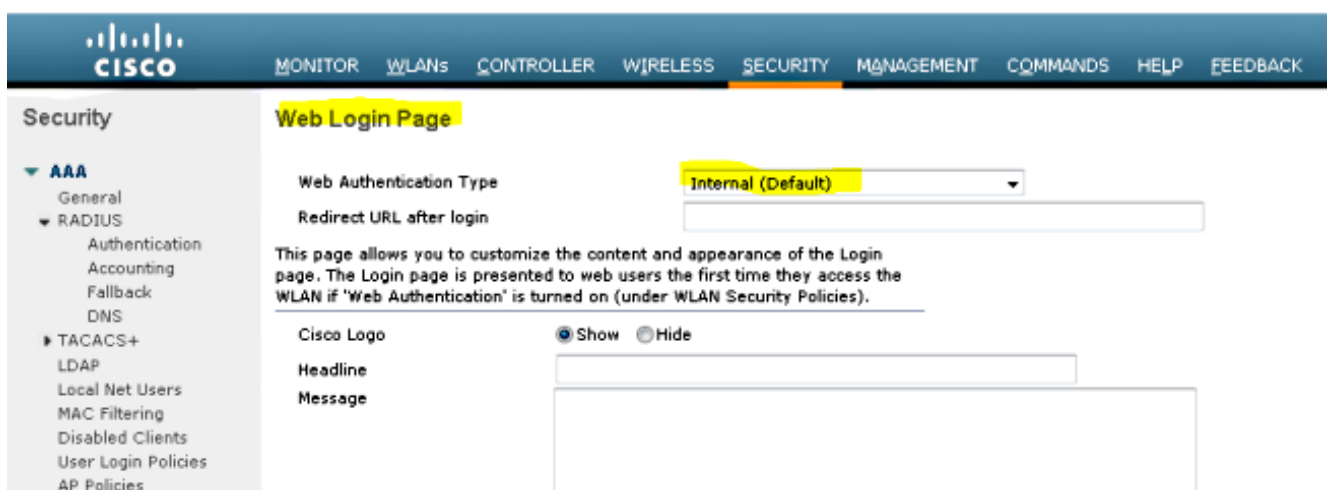 CISCO
MONITOR WLANs CONTROLLER WIRELESS SECURITY MANAGEMENT COMMANDS HELP FEEDBACK
Security
AAA
General
RADIUS
Authentication
Accounting
Fallback
DNS
TACACS+
LDAP
Local Net Users
MAC Filtering
Disabled Clients
User Login Policies
AP Policies
Web Login Page
Web Authentication Type Internal (Default)
Redirect URL after login
This page allows you to customize the content and appearance of the Login
page. The Login page is presented to web users the first time they access the
WLAN if 'Web Authentication' is turned on (under WLAN Security Policies).
Cisco Logo Show Hide
Headline
Message